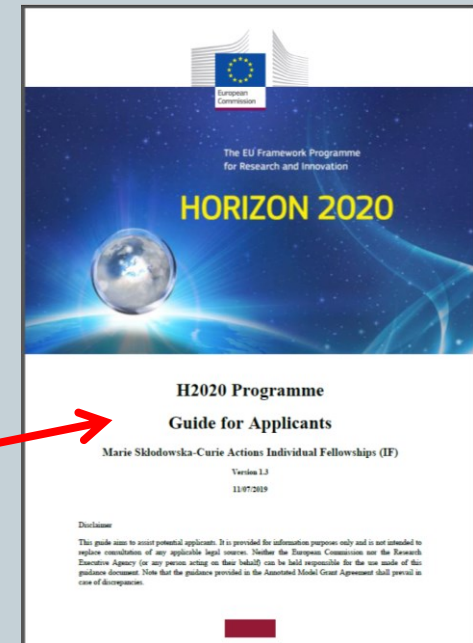 European
Commission
The EU Framework Programme
for Research and Innovation
HORIZON 2020
H2020 Programme
Guide for Applicants
Marie Skłodowska-Curie Actions Individual Fellowships (IF)
Version 1.3
11/07/2019
Disclaimer
This guide aims to assist potential applicants. It is provided for information purposes only and is not intended to
replace consultation of any applicable legal sources. Neither the European Commission nor the Research
Executive Agency (or any person acting on their behalf) can be held responsible for the use made of this
guidance document. Note that the guidance provided in the Annotated Model Grant Agreement shall prevail in
case of discrepancies.